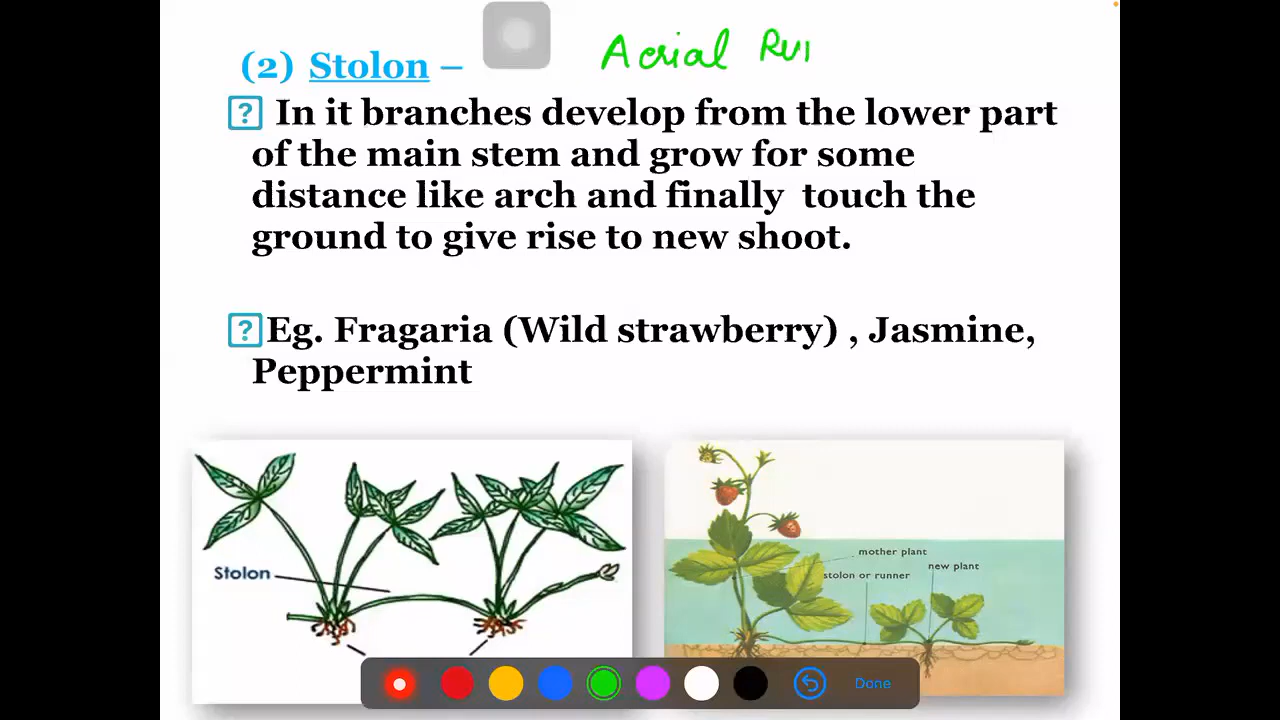 (2) Stolon –
Aerial Run
? In it branches develop from the lower part
of the main stem and grow for some
distance like arch and finally touch the
ground to give rise to new shoot.
? Eg. Fragaria (Wild strawberry) , Jasmine,
Peppermint
Stolon
mother plant
stolon or runner
new plant
Done